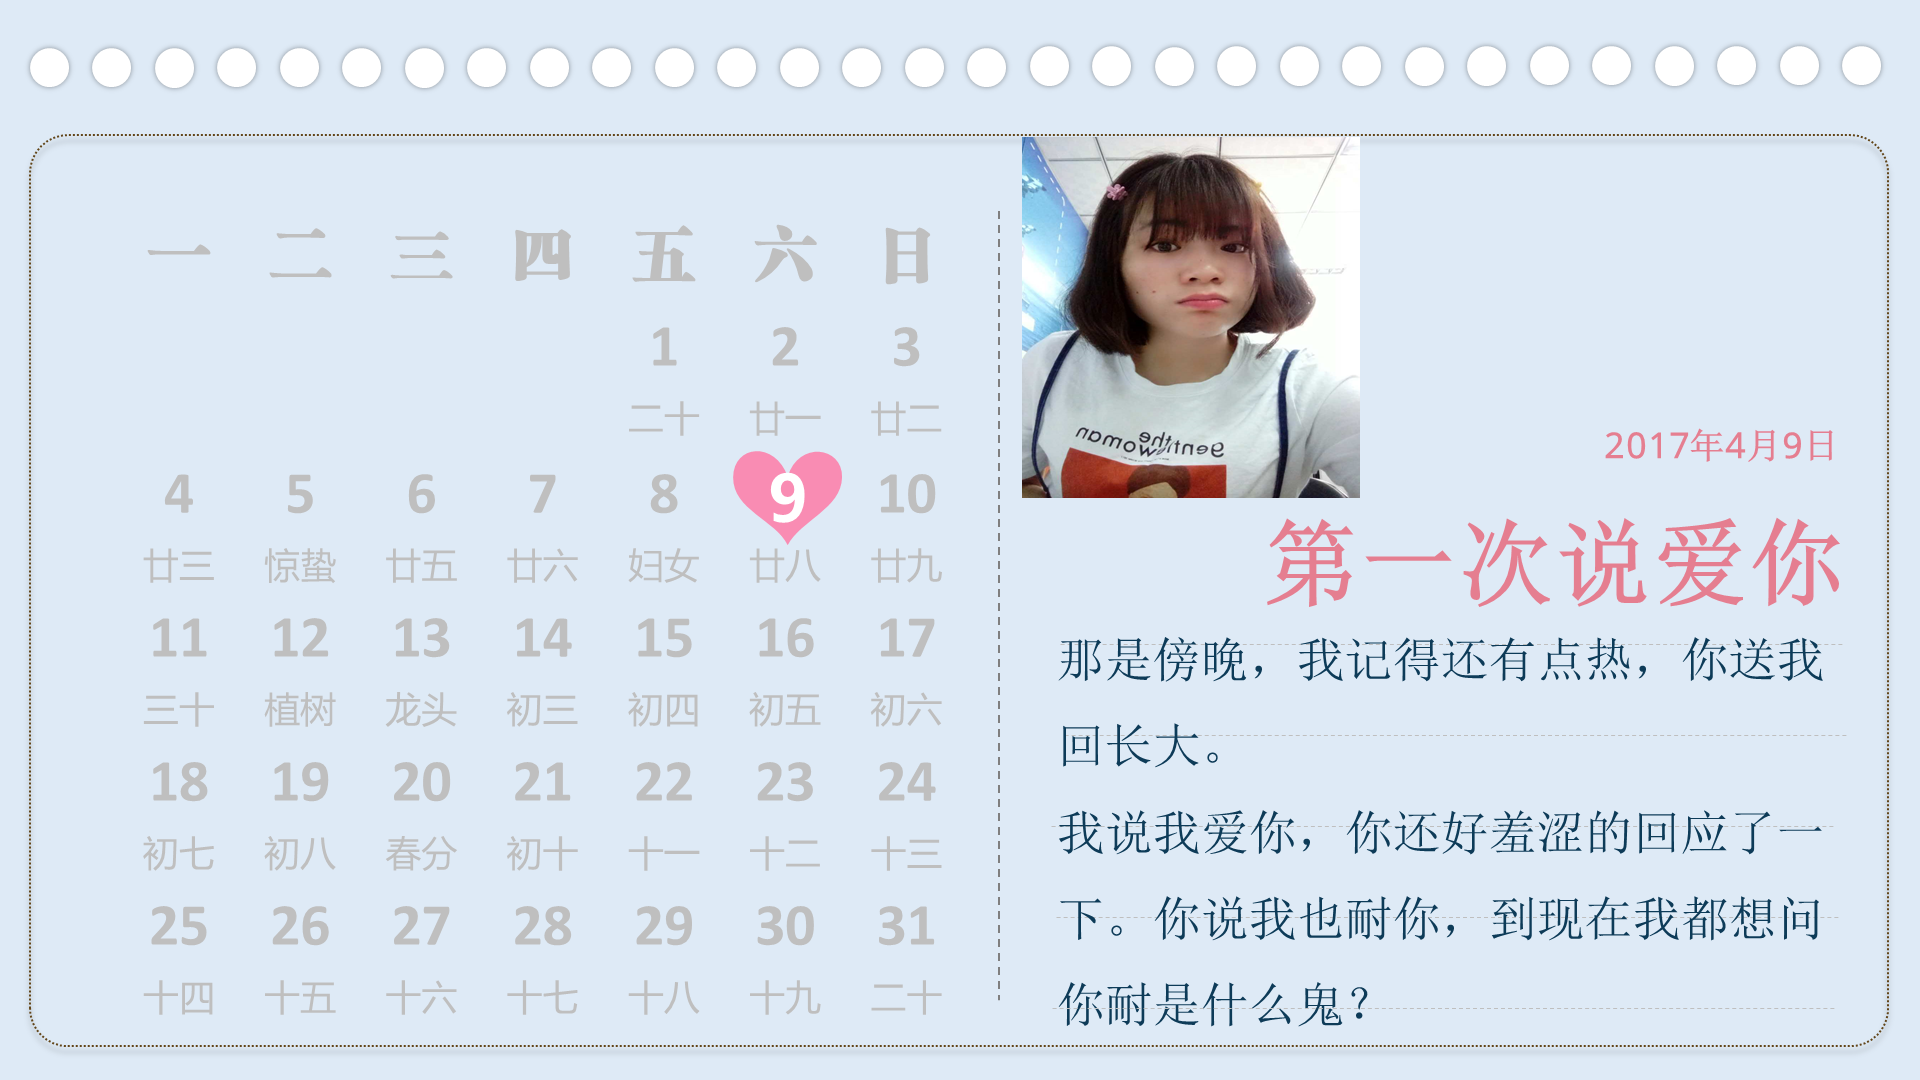 一 二 三 四 五 六 日
1 2 3
二十 廿一 廿二
4 5 6 7 8 9 10
廿三 惊蛰 廿五 廿六 妇女 廿八 廿九
11 12 13 14 15 16 17
三十 植树 龙头 初三 初四 初五 初六
18 19 20 21 22 23 24
初七 初八 春分 初十 十一 十二 十三
25 26 27 28 29 30 31
十四 十五 十六 十七 十八 十九 二十
the
gentlewoman
2017年4月9日
第一次说爱你
那是傍晚，我记得还有点热，你送我
回长大。
我说我爱你，你还好羞涩的回应了一
下。你说我也耐你，到现在我都想问
你耐是什么鬼？